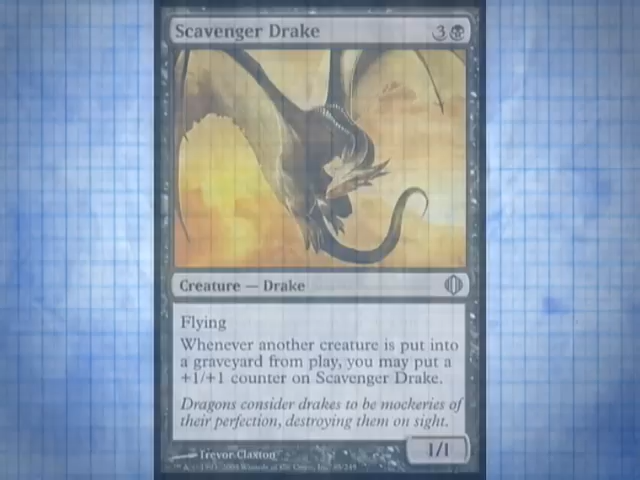 Scavenger Drake 3
Creature — Drake
Flying
Whenever another creature is put into
a graveyard from play, you may put a
+1/+1 counter on Scavenger Drake.
Dragons consider drakes to be mockeries of
their perfection, destroying them on sight.
1/1
Trevor Claxton